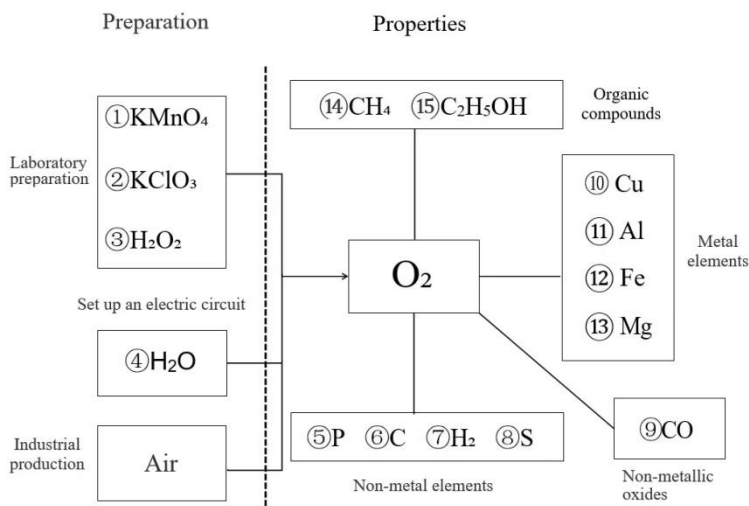 Preparation
Properties
①KMnO₄
②KClO₃
③H₂O₂
Laboratory
preparation
Set up an electric circuit
④H₂O
Industrial
production
Air
⑭CH₄ ⑮C₂H₅OH
Organic
compounds
O₂
⑩ Cu
⑪ Al
⑫ Fe
⑬ Mg
Metal
elements
⑤P ⑥C ⑦H₂ ⑧S
Non-metal elements
⑨CO
Non-metallic
oxides